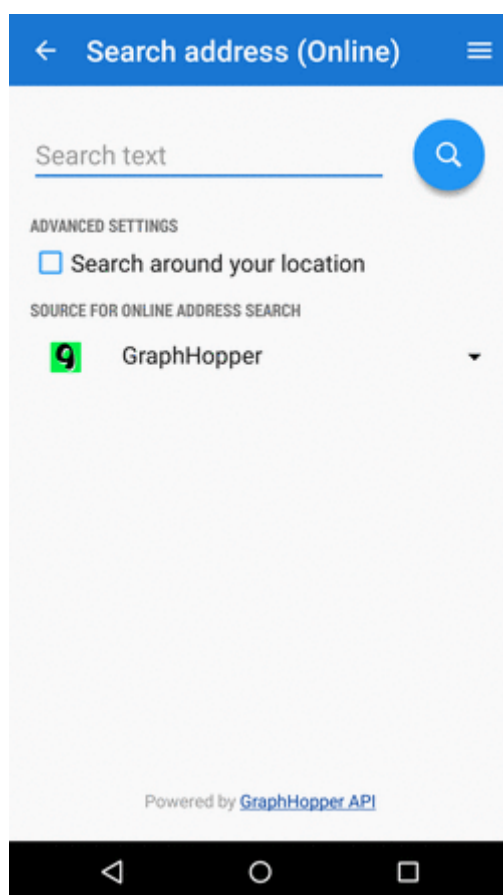 Search address (Online)
Search text
ADVANCED SETTINGS
Search around your location
SOURCE FOR ONLINE ADDRESS SEARCH
GraphHopper
Powered by GraphHopper API